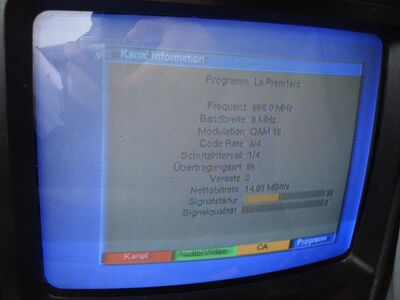 Kanal Information
Programm: La Premiere
Frequenz 666.0 MHz
Bandbreite 8 MHz
Modulation QAM 16
Code Rate 3/4
Schutzintervall 1/4
Übertragungsart 8k
Versatz 0
Nettobitrate 14.93 MBit/s
Signalstärke
Signalqualität 0
Kanal
Audio/Video
CA
Programm